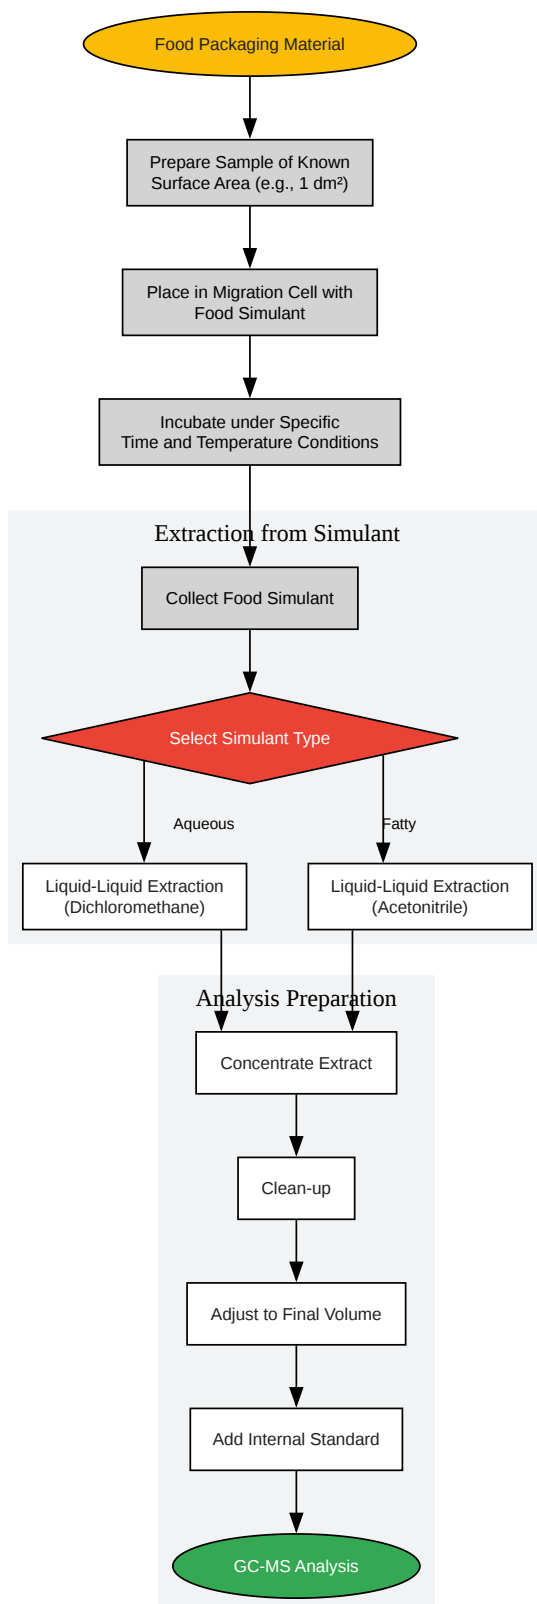 Food Packaging Material
Prepare Sample of Known
Surface Area (e.g., 1 dm²)
Place in Migration Cell with
Food Simulant
Incubate under Specific
Time and Temperature Conditions
Extraction from Simulant
Collect Food Simulant
Select Simulant Type
Aqueous
Fatty
Liquid-Liquid Extraction
(Dichloromethane)
Liquid-Liquid Extraction
(Acetonitrile)
Analysis Preparation
Concentrate Extract
Clean-up
Adjust to Final Volume
Add Internal Standard
GC-MS Analysis